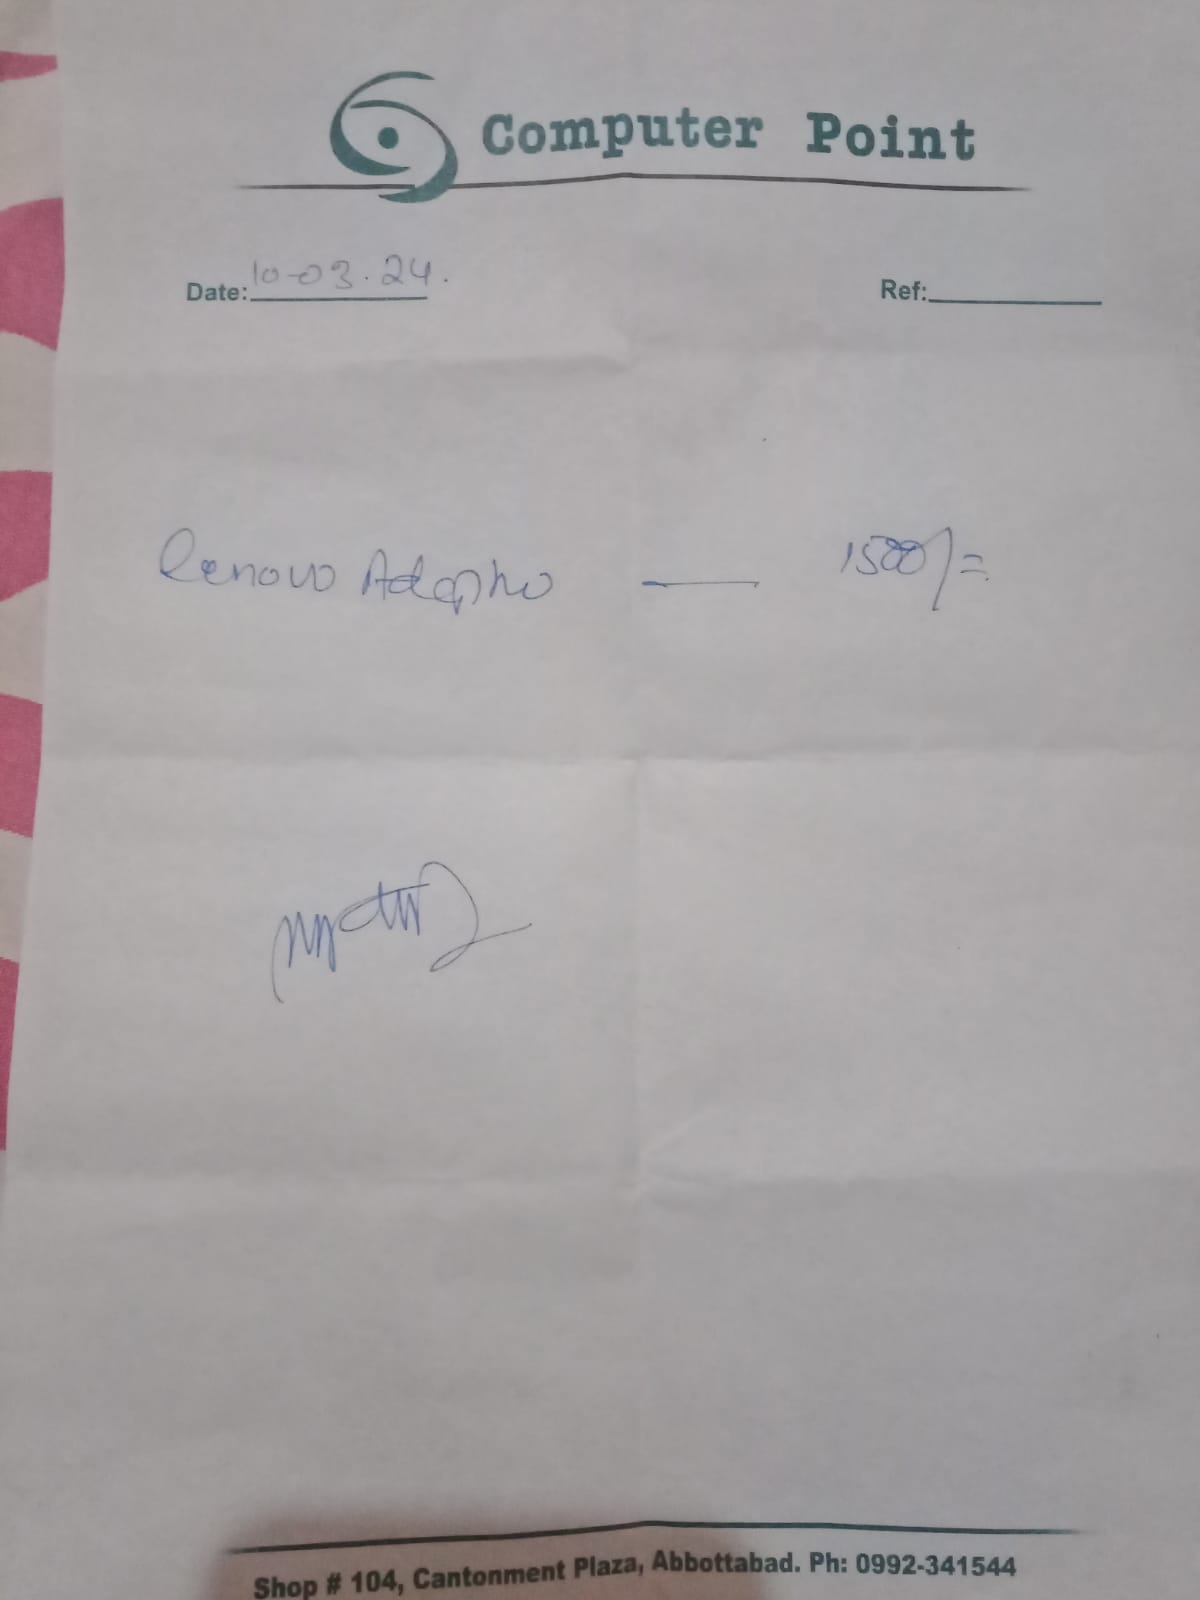 Computer Point
Date: 10-03.24.
Ref:
Lenovo Adapter — 1500/=
Shop # 104, Cantonment Plaza, Abbottabad. Ph: 0992-341544